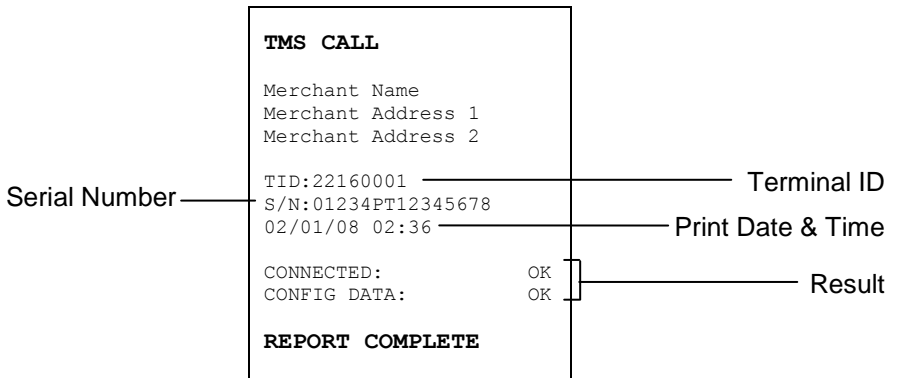 TMS CALL
Merchant Name
Merchant Address 1
Merchant Address 2
TID:22160001
Terminal ID
Serial Number
S/N:01234PT12345678
02/01/08 02:36
Print Date & Time
CONNECTED: OK
CONFIG DATA: OK
Result
REPORT COMPLETE